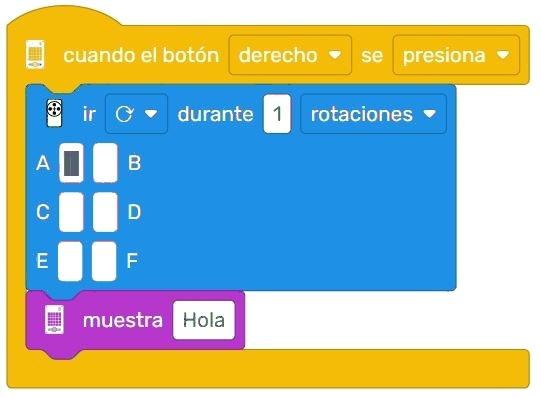 cuando el botón derecho se presiona
ir durante 1 rotaciones
A B
C D
E F
muestra Hola